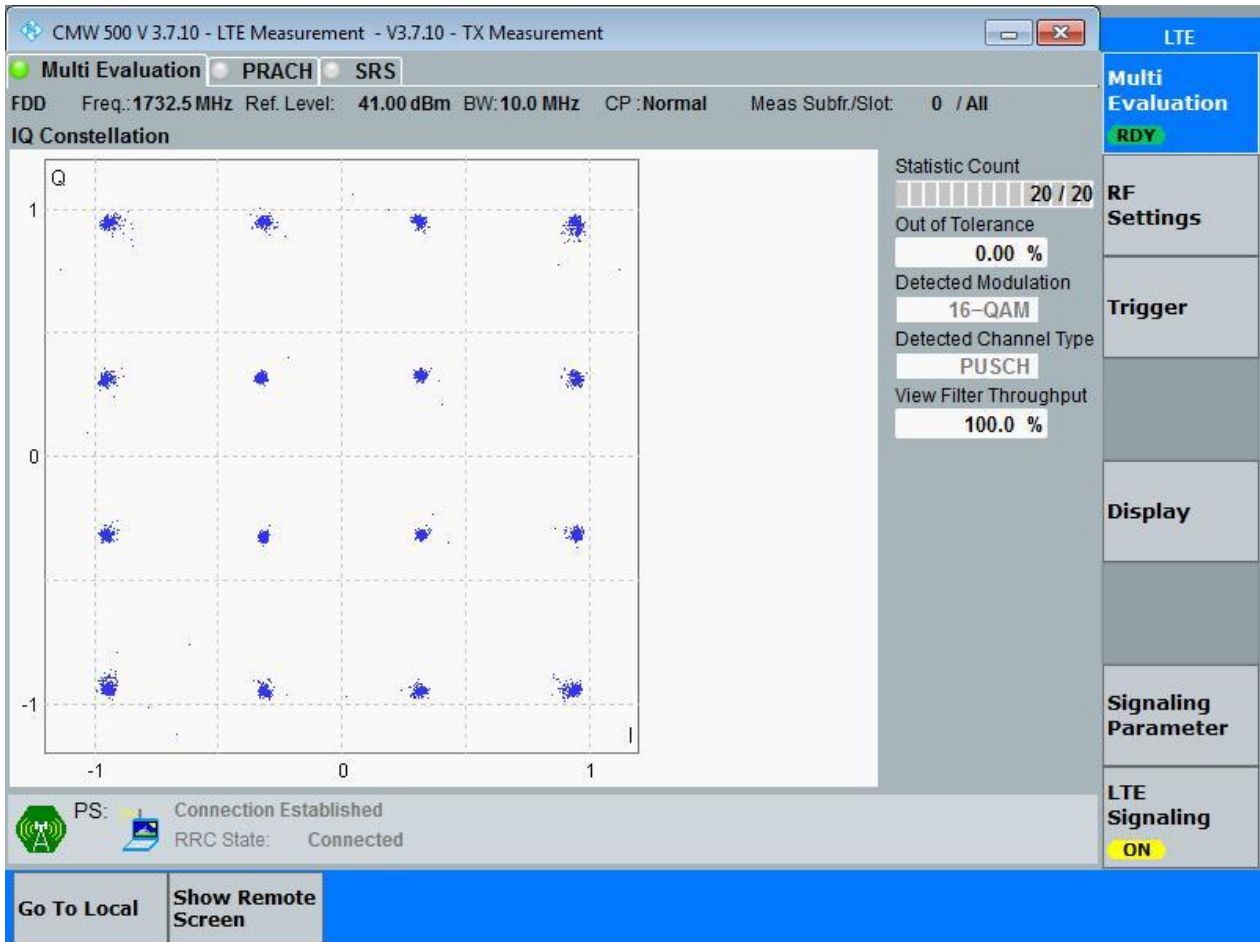 CMW 500 V 3.7.10 - LTE Measurement - V3.7.10 - TX Measurement
LTE
Multi Evaluation PRACH SRS
FDD Freq.: 1732.5 MHz Ref. Level: 41.00 dBm BW: 10.0 MHz CP : Normal Meas Subfr./Slot: 0 / All
IQ Constellation
Q
1
0
-1
-1 0 1
I
Statistic Count
20 / 20
Out of Tolerance
0.00 %
Detected Modulation
16-QAM
Detected Channel Type
PUSCH
View Filter Throughput
100.0 %
Multi
Evaluation
RDY
RF
Settings
Trigger
Display
Signaling
Parameter
LTE
Signaling
ON
PS: Connection Established
RRC State: Connected
Go To Local
Show Remote
Screen